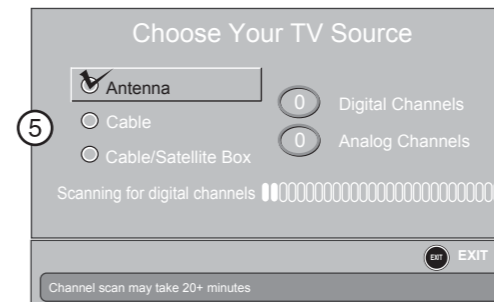 Choose Your TV Source
Antenna
0 Digital Channels
5
Cable
0 Analog Channels
Cable/Satellite Box
Scanning for digital channels
EXIT EXIT
Channel scan may take 20+ minutes